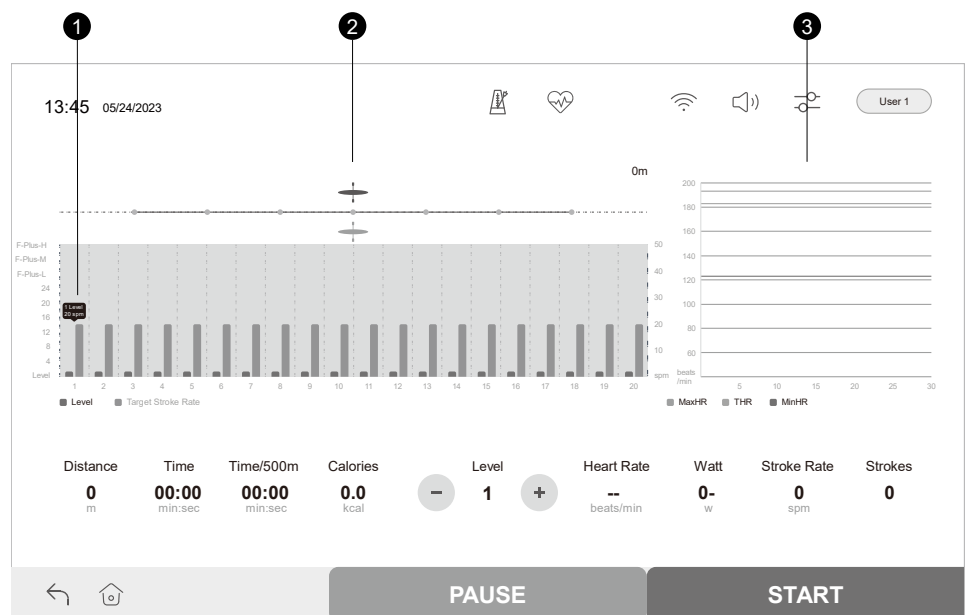 1 2 3
13:45 05/24/2023 User 1
0m
F-Plus-H
F-Plus-M
F-Plus-L
24
20
16
12
8
4
Level
1 Level
20 spm
50
40
30
20
10
spm
1 2 3 4 5 6 7 8 9 10 11 12 13 14 15 16 17 18 19 20
Level Target Stroke Rate
200
180
160
140
120
100
80
60
beats
/min
5 10 15 20 25 30
MaxHR THR MinHR
Distance Time Time/500m Calories Level Heart Rate Watt Stroke Rate Strokes
0 00:00 00:00 0.0 − 1 + -- 0- 0 0
m min:sec min:sec kcal beats/min w spm
PAUSE START